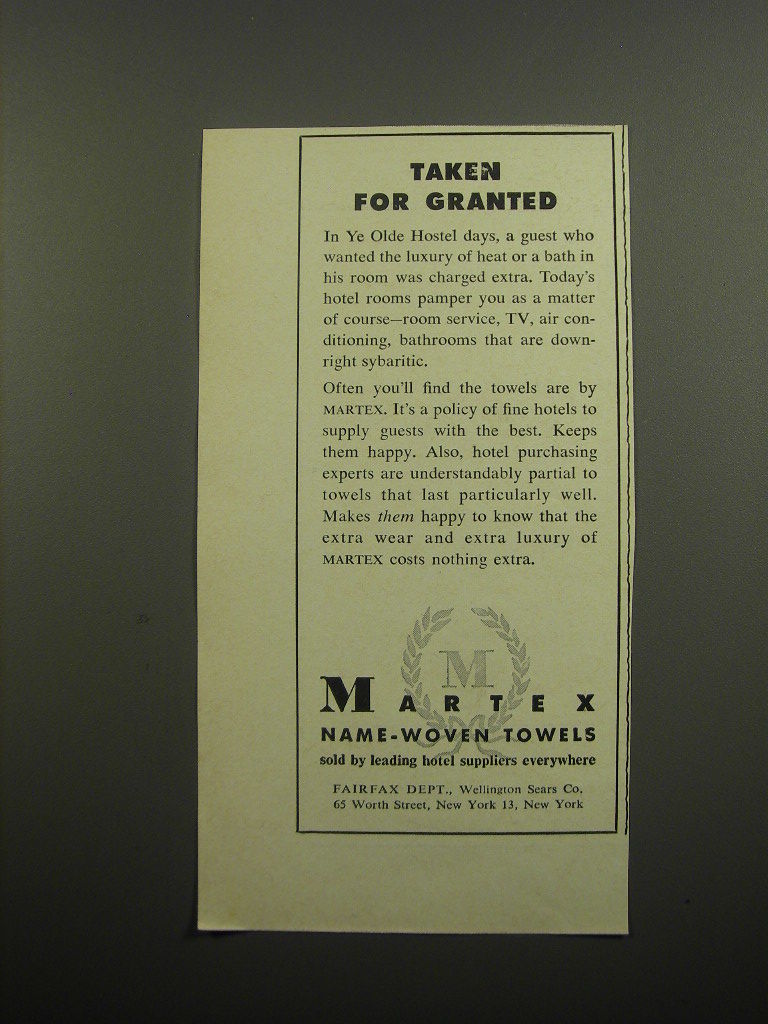 TAKEN
FOR GRANTED
In Ye Olde Hostel days, a guest who
wanted the luxury of heat or a bath in
his room was charged extra. Today's
hotel rooms pamper you as a matter
of course—room service, TV, air con-
ditioning, bathrooms that are down-
right sybaritic.
Often you'll find the towels are by
MARTEX. It's a policy of fine hotels to
supply guests with the best. Keeps
them happy. Also, hotel purchasing
experts are understandably partial to
towels that last particularly well.
Makes them happy to know that the
extra wear and extra luxury of
MARTEX costs nothing extra.
M
MARTEX
NAME-WOVEN TOWELS
sold by leading hotel suppliers everywhere
FAIRFAX DEPT., Wellington Sears Co.
65 Worth Street, New York 13, New York